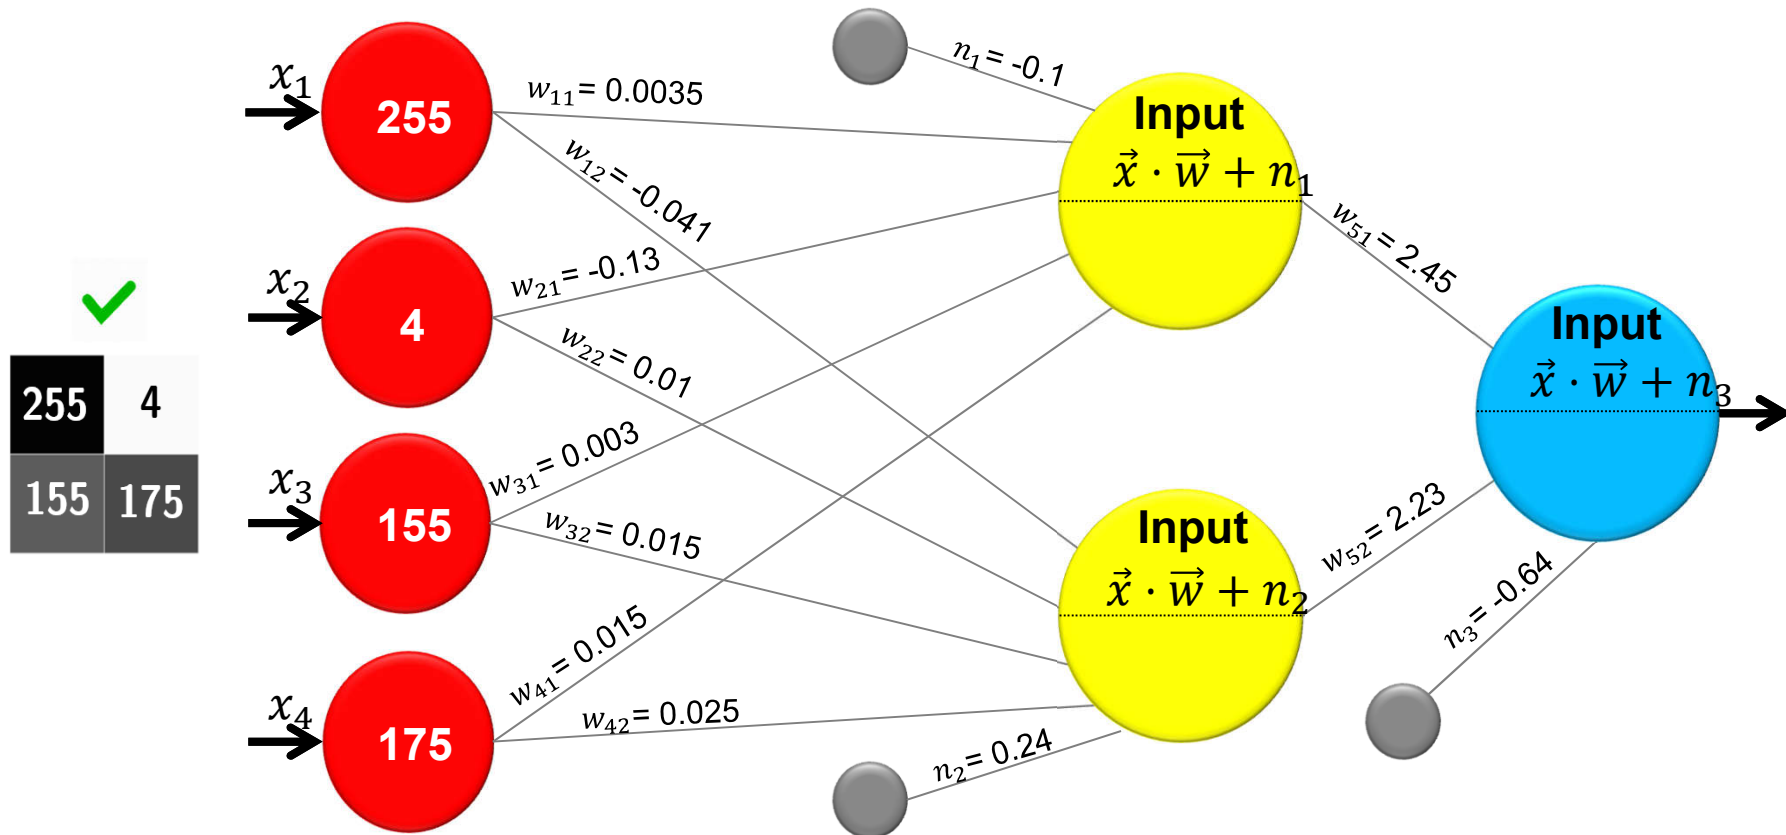 255 4
155 175
x₁
255
x₂
4
x₃
155
x₄
175
w₁₁= 0.0035
w₁₂= -0.041
w₂₁= -0.13
w₂₂= 0.01
w₃₁= 0.003
w₃₂= 0.015
w₄₁= 0.015
w₄₂= 0.025
n₁= -0.1
n₂= 0.24
Input
x⃗ · w⃗ + n₁
Input
x⃗ · w⃗ + n₂
w₅₁= 2.45
w₅₂= 2.23
n₃= -0.64
Input
x⃗ · w⃗ + n₃